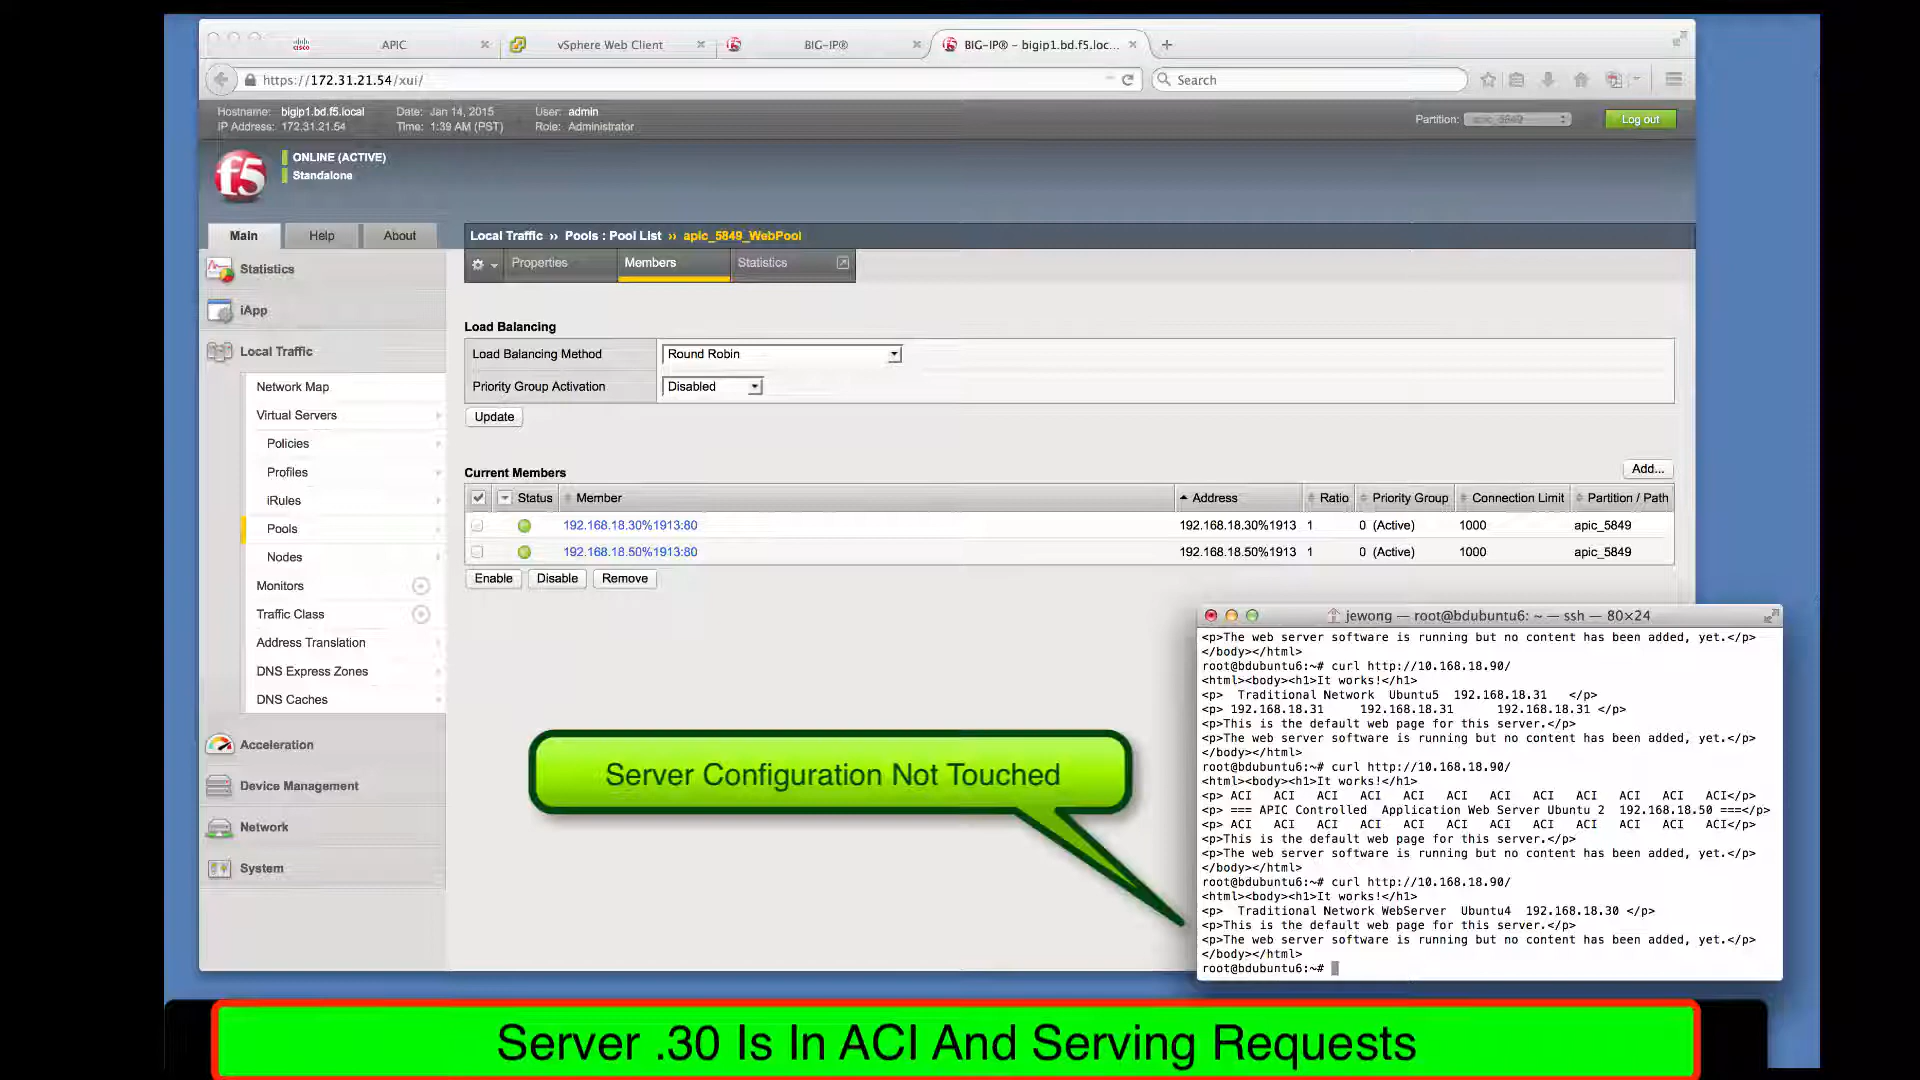 APIC
vSphere Web Client
BIG-IP®
BIG-IP® – bigip1.bd.f5.loc...
https://172.31.21.54/xui/
Search
Hostname: bigip1.bd.f5.local Date: Jan 14, 2015 User: admin
IP Address: 172.31.21.54 Time: 1:39 AM (PST) Role: Administrator
Partition: apic_5849
Log out
f5
ONLINE (ACTIVE)
Standalone
Main Help About
Statistics
iApp
Local Traffic
Network Map
Virtual Servers
Policies
Profiles
iRules
Pools
Nodes
Monitors
Traffic Class
Address Translation
DNS Express Zones
DNS Caches
Acceleration
Device Management
Network
System
Local Traffic ›› Pools : Pool List ›› apic_5849_WebPool
Properties Members Statistics
Load Balancing
Load Balancing Method Round Robin
Priority Group Activation Disabled
Update
Current Members Add...
Status Member Address Ratio Priority Group Connection Limit Partition / Path
192.168.18.30%1913:80 192.168.18.30%1913 1 0 (Active) 1000 apic_5849
192.168.18.50%1913:80 192.168.18.50%1913 1 0 (Active) 1000 apic_5849
Enable Disable Remove
Server Configuration Not Touched
jewong — root@bdubuntu6: ~ — ssh — 80×24
<p>The web server software is running but no content has been added, yet.</p>
</body></html>
root@bdubuntu6:~# curl http://10.168.18.90/
<html><body><h1>It works!</h1>
<p> Traditional Network Ubuntu5 192.168.18.31 </p>
<p> 192.168.18.31 192.168.18.31 192.168.18.31 </p>
<p>This is the default web page for this server.</p>
<p>The web server software is running but no content has been added, yet.</p>
</body></html>
root@bdubuntu6:~# curl http://10.168.18.90/
<html><body><h1>It works!</h1>
<p> ACI ACI ACI ACI ACI ACI ACI ACI ACI ACI ACI ACI</p>
<p> === APIC Controlled Application Web Server Ubuntu 2 192.168.18.50 ===</p>
<p> ACI ACI ACI ACI ACI ACI ACI ACI ACI ACI ACI ACI</p>
<p>This is the default web page for this server.</p>
<p>The web server software is running but no content has been added, yet.</p>
</body></html>
root@bdubuntu6:~# curl http://10.168.18.90/
<html><body><h1>It works!</h1>
<p> Traditional Network WebServer Ubuntu4 192.168.18.30 </p>
<p>This is the default web page for this server.</p>
<p>The web server software is running but no content has been added, yet.</p>
</body></html>
root@bdubuntu6:~#
Server .30 Is In ACI And Serving Requests